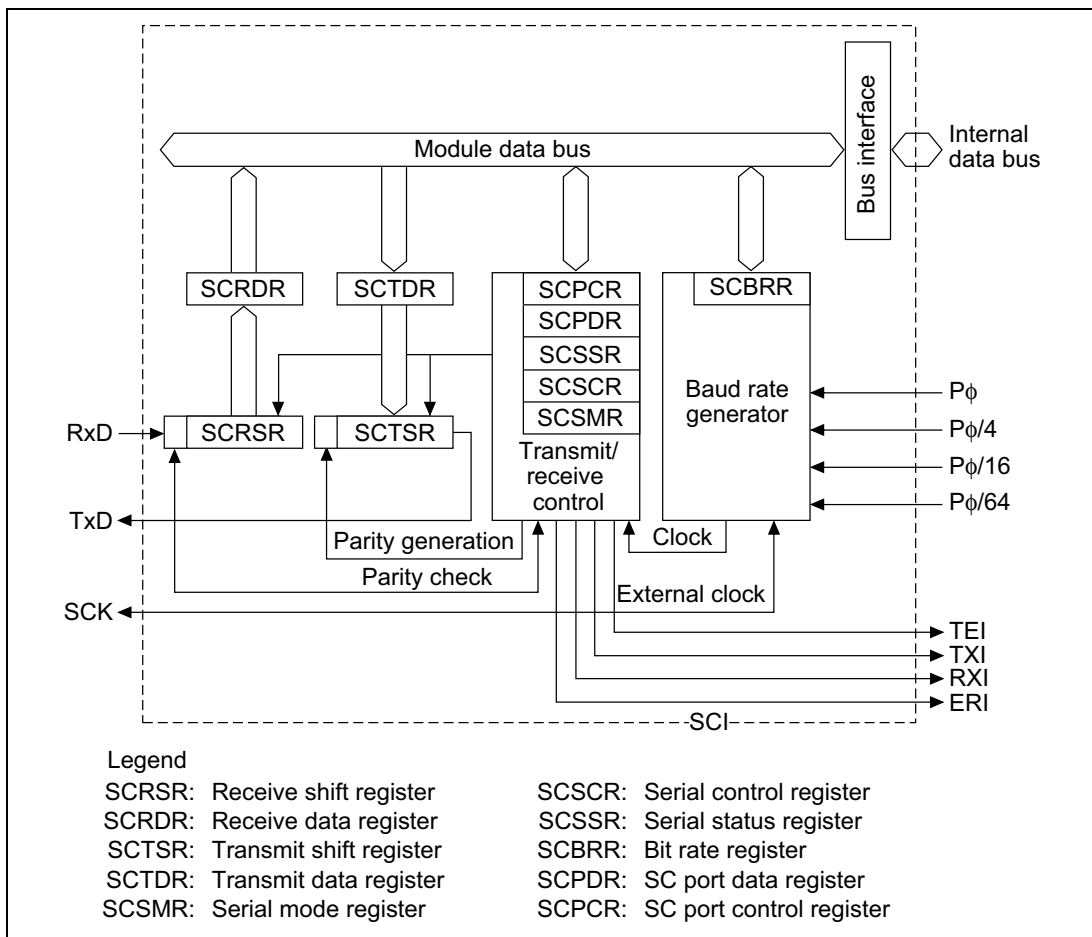 Bus interface
Internal
data bus
Module data bus
SCRDR
SCTDR
SCPCR
SCPDR
SCSSR
SCSCR
SCSMR
Transmit/
receive
control
SCBRR
Baud rate
generator
Pϕ
Pϕ/4
Pϕ/16
Pϕ/64
RxD
SCRSR
SCTSR
TxD
Parity generation
Clock
Parity check
External clock
SCK
TEI
TXI
RXI
ERI
SCI
Legend
SCRSR: Receive shift register
SCRDR: Receive data register
SCTSR: Transmit shift register
SCTDR: Transmit data register
SCSMR: Serial mode register
SCSCR: Serial control register
SCSSR: Serial status register
SCBRR: Bit rate register
SCPDR: SC port data register
SCPCR: SC port control register